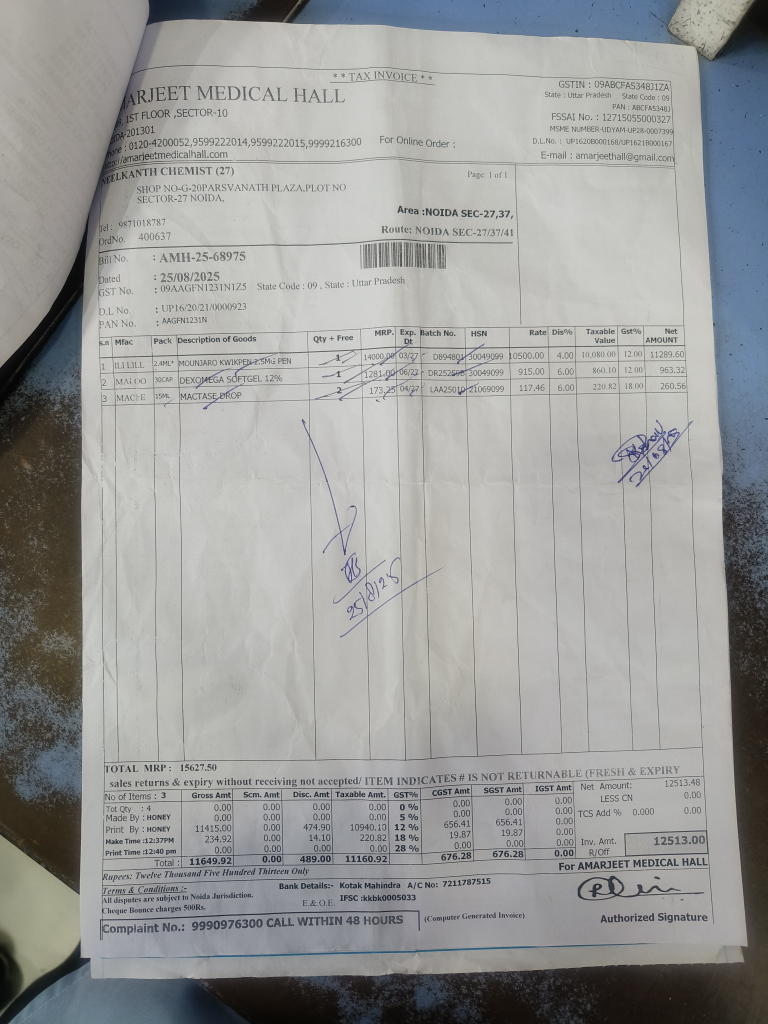 * * TAX INVOICE * *
ARJEET MEDICAL HALL
1ST FLOOR ,SECTOR-10
DA-201301
: 0120-4200052,9599222014,9599222015,9999216300
For Online Order :
://amarjeetmedicalhall.com
GSTIN : 09ABCFA5348J1ZA
State : Uttar Pradesh State Code : 09
PAN : ABCFA5348J
FSSAI No. : 12715055000327
MSME NUMBER-UDYAM-UP28-0007399
D.L.No. : UP1620B000168/UP1621B000167
E-mail : amarjeethall@gmail.com
NEELKANTH CHEMIST (27)
Page 1 of 1
SHOP NO-G-20PARSVANATH PLAZA,PLOT NO
SECTOR-27 NOIDA,
Area :NOIDA SEC-27,37,
Tel : 9871018787
OrdNo. 400637
Route: NOIDA SEC-27/37/41
Bill No. : AMH-25-68975
Dated : 25/08/2025
GST No. : 09AAGFN1231N1Z5 State Code : 09 , State : Uttar Pradesh
D.L No. : UP16/20/21/0000923
PAN No. : AAGFN1231N
s.n Mfac Pack Description of Goods Qty + Free MRP. Exp. Dt Batch No. HSN Rate Dis% Taxable Value Gst% Net AMOUNT
1 2.4ML* MOUNJARO KWIKPEN 2.5MG PEN 1 14000.00 03/27 D894801 30049099 10500.00 4.00 10,080.00 12.00 11289.60
2 30CAP DEXOMEGA SOFTGEL 12% 1 1281.00 30049099 915.00 6.00 860.10 12.00 963.32
3 15ML MACTASE DROP 2 173.25 04/27 21069099 117.46 6.00 220.82 18.00 260.56
25/8/25
TOTAL MRP : 15627.50
sales returns & expiry without receiving not accepted/ ITEM INDICATES # IS NOT RETURNABLE (FRESH & EXPIRY
No of Items : 3 Gross Amt Scm. Amt Disc. Amt Taxable Amt. GST% CGST Amt SGST Amt IGST Amt Net Amount: 12513.48
Tot Qty : 4 0.00 0.00 0.00 0.00 0 % 0.00 0.00 0.00 LESS CN 0.00
Made By : HONEY 0.00 0.00 0.00 0.00 5 % 0.00 0.00 0.00 TCS Add % 0.000 0.00
Print By : HONEY 11415.00 0.00 474.90 10940.10 12 % 656.41 656.41 0.00
Make Time :12:37PM 234.92 0.00 14.10 220.82 18 % 19.87 19.87 0.00
Print Time :12:40 pm 0.00 0.00 0.00 0.00 28 % 0.00 0.00 0.00 Inv. Amt. 12513.00
Total : 11649.92 0.00 489.00 11160.92 676.28 676.28 0.00 R/Off
Rupees: Twelve Thousand Five Hundred Thirteen Only
For AMARJEET MEDICAL HALL
Terms & Conditions :-
Bank Details:- Kotak Mahindra A/C No: 7211787515
All disputes are subject to Noida Jurisdiction.
E.& O.E. IFSC :kkbk0005033
Cheque Bounce charges 500Rs.
Complaint No.: 9990976300 CALL WITHIN 48 HOURS
(Computer Generated Invoice)
Authorized Signature